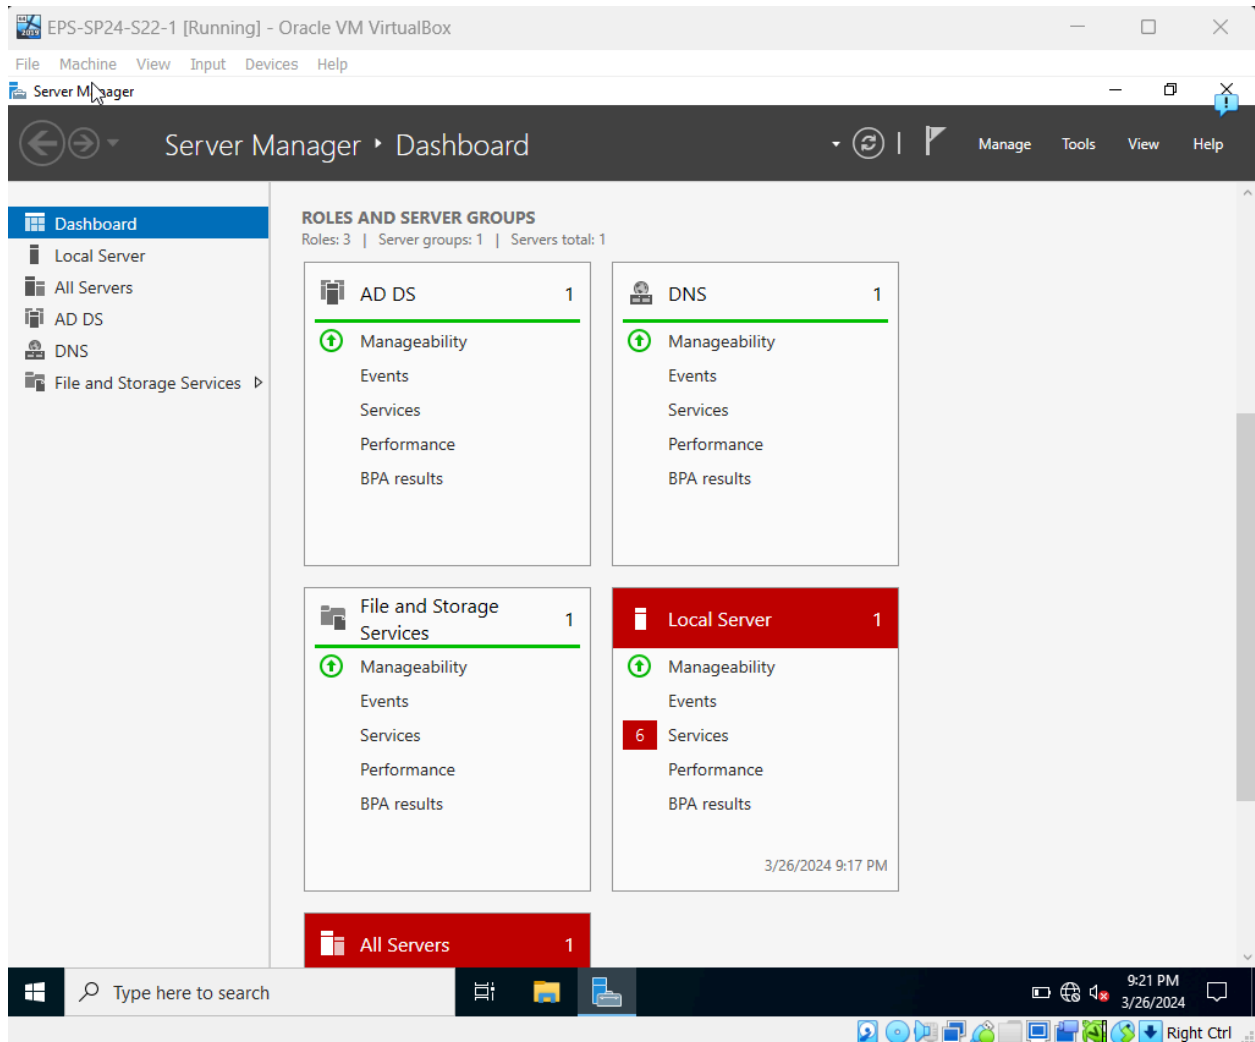 EPS-SP24-S22-1 [Running] - Oracle VM VirtualBox
File Machine View Input Devices Help
Server Manager
Server Manager • Dashboard
Manage Tools View Help
Dashboard
Local Server
All Servers
AD DS
DNS
File and Storage Services
ROLES AND SERVER GROUPS
Roles: 3 | Server groups: 1 | Servers total: 1
AD DS 1
Manageability
Events
Services
Performance
BPA results
DNS 1
Manageability
Events
Services
Performance
BPA results
File and Storage
Services 1
Manageability
Events
Services
Performance
BPA results
Local Server 1
Manageability
Events
6 Services
Performance
BPA results
3/26/2024 9:17 PM
All Servers 1
Type here to search
9:21 PM
3/26/2024
Right Ctrl